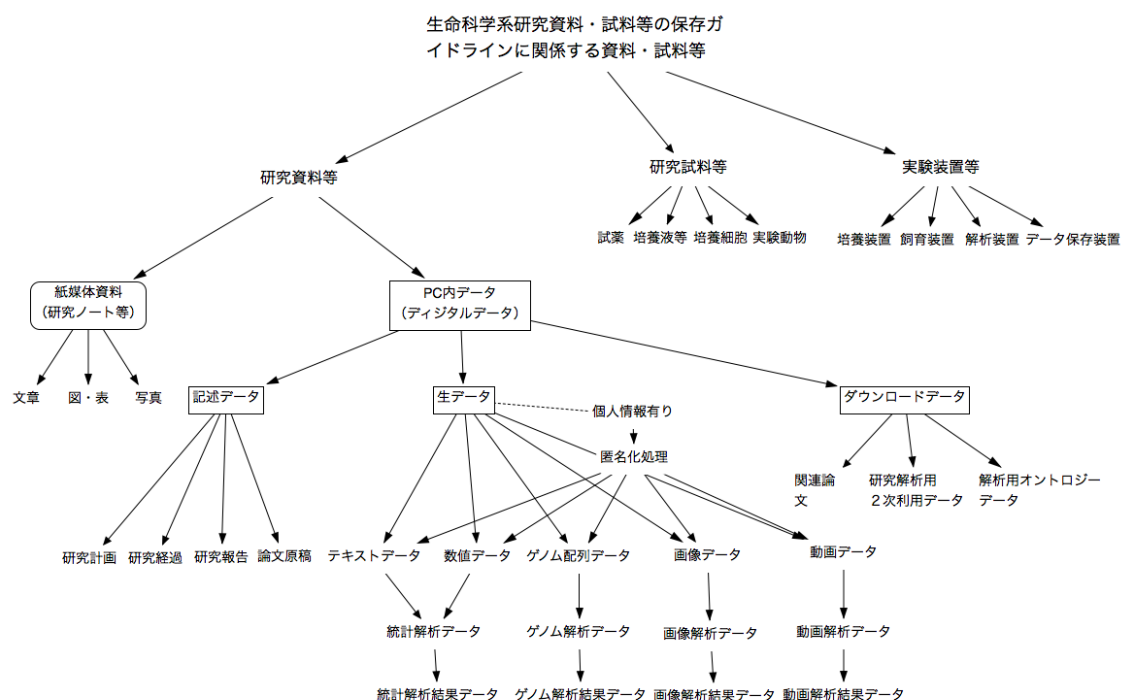 生命科学系研究資料・試料等の保存ガ
イドラインに関係する資料・試料等
研究資料等
研究試料等
実験装置等
試薬 培養液等 培養細胞 実験動物
培養装置 飼育装置 解析装置 データ保存装置
紙媒体資料
（研究ノート等）
PC内データ
（ディジタルデータ）
文章 図・表 写真
記述データ
生データ
個人情報有り
ダウンロードデータ
匿名化処理
関連論
文
研究解析用
２次利用データ
解析用オントロジー
データ
研究計画 研究経過 研究報告 論文原稿
テキストデータ 数値データ ゲノム配列データ 画像データ 動画データ
統計解析データ ゲノム解析データ 画像解析データ 動画解析データ
統計解析結果データ ゲノム解析結果データ 画像解析結果データ 動画解析結果データ